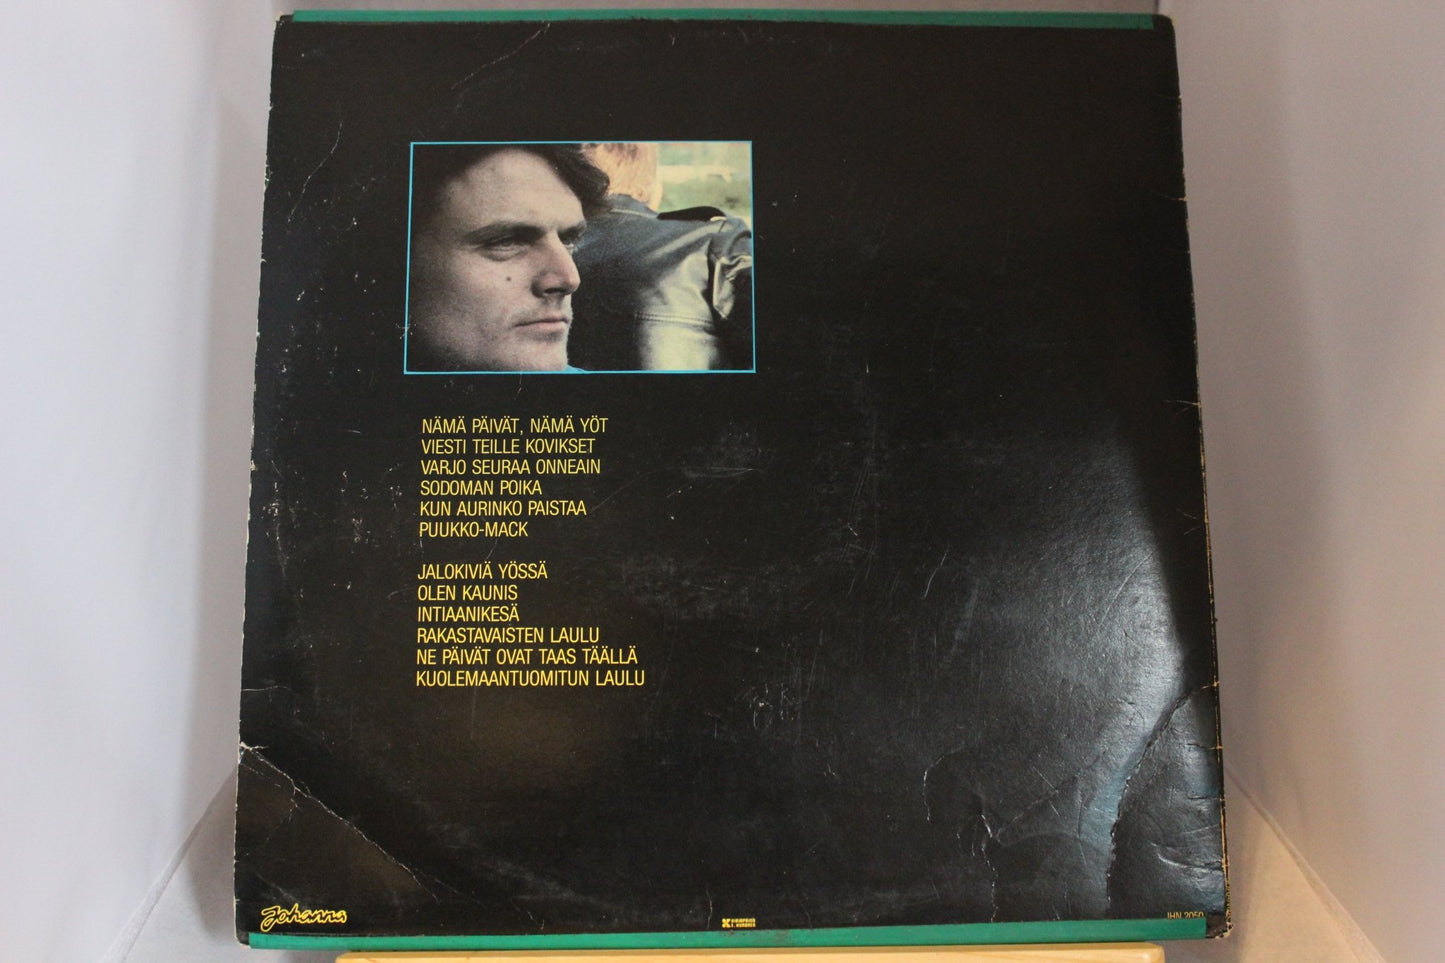 NÄMÄ PÄIVÄT, NÄMÄ YÖT
VIESTI TEILLE KOVIKSET
VARJO SEURAA ONNEAIN
SODOMAN POIKA
KUN AURINKO PAISTAA
PUUKKO-MACK
JALOKIVIÄ YÖSSÄ
OLEN KAUNIS
INTIAANIKESÄ
RAKASTAVAISTEN LAULU
NE PÄIVÄT OVAT TAAS TÄÄLLÄ
KUOLEMAANTUOMITUN LAULU
Johanna
JHN 2050